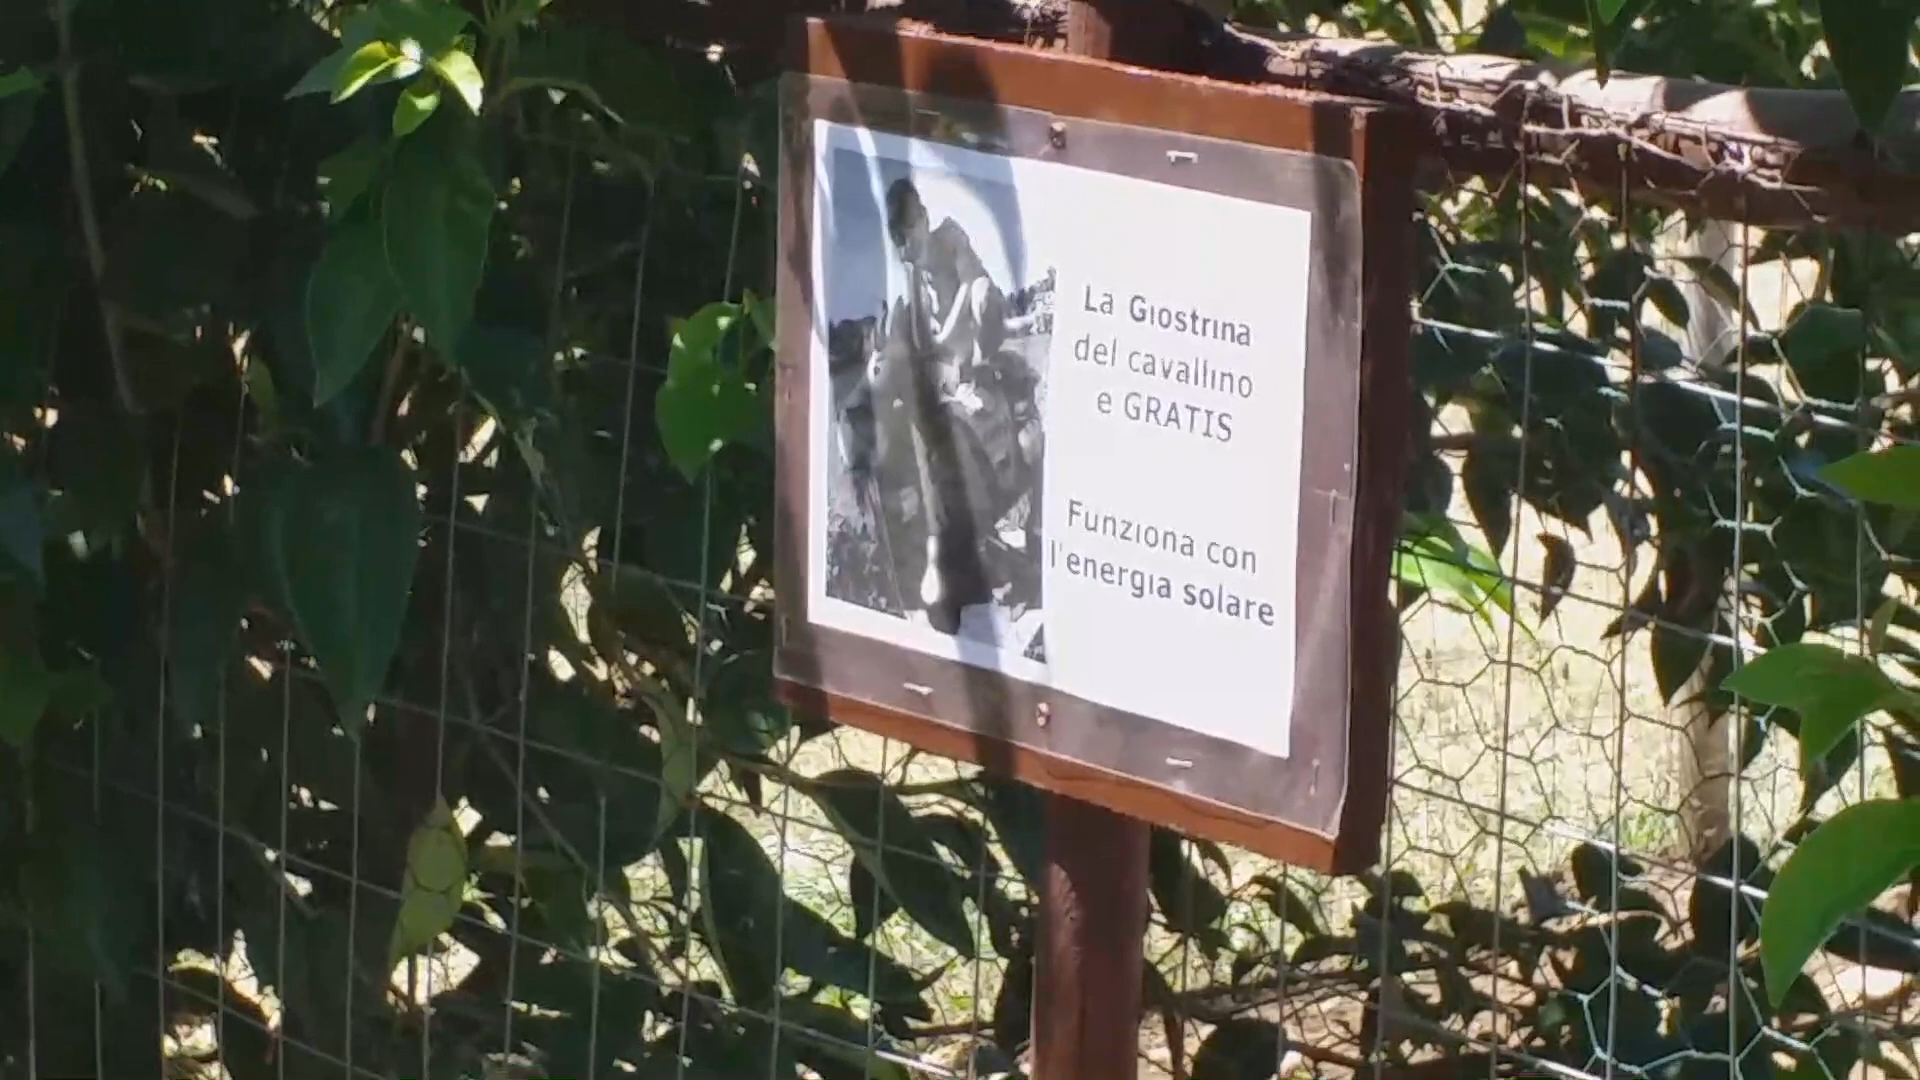 La Giostrina
del cavallino
e GRATIS
Funziona con
l'energia solare